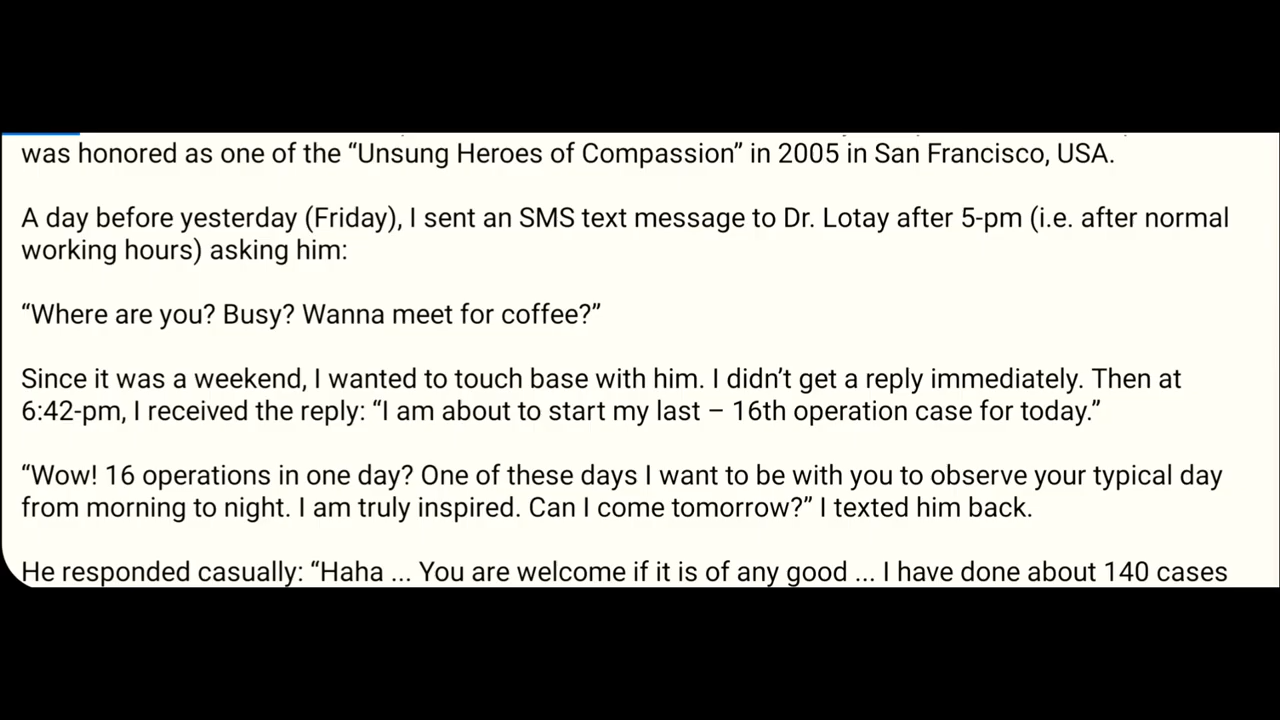 was honored as one of the “Unsung Heroes of Compassion” in 2005 in San Francisco, USA.
A day before yesterday (Friday), I sent an SMS text message to Dr. Lotay after 5-pm (i.e. after normal
working hours) asking him:
“Where are you? Busy? Wanna meet for coffee?”
Since it was a weekend, I wanted to touch base with him. I didn’t get a reply immediately. Then at
6:42-pm, I received the reply: “I am about to start my last – 16th operation case for today.”
“Wow! 16 operations in one day? One of these days I want to be with you to observe your typical day
from morning to night. I am truly inspired. Can I come tomorrow?” I texted him back.
He responded casually: “Haha ... You are welcome if it is of any good ... I have done about 140 cases